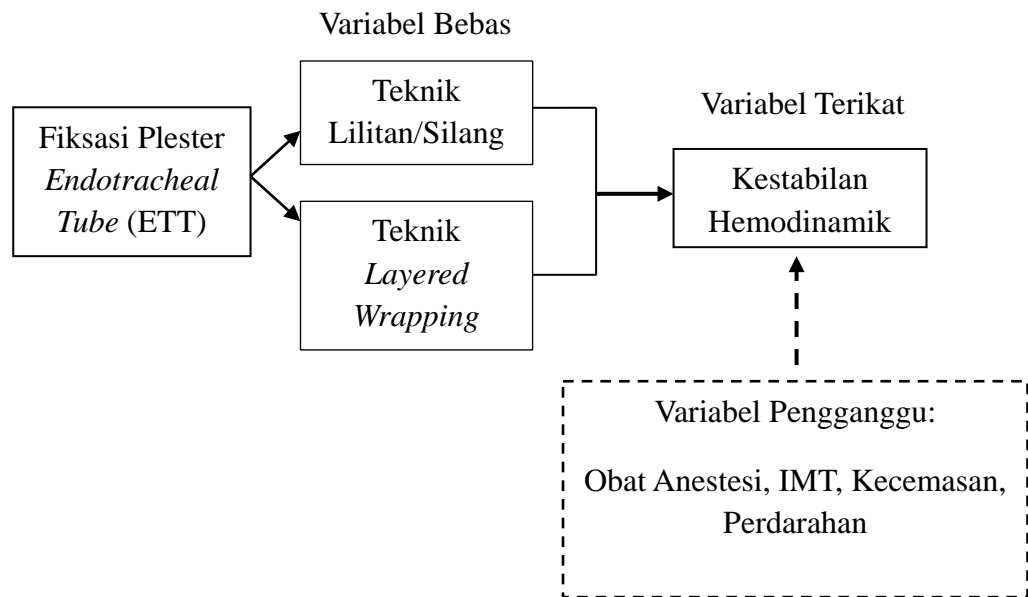 Variabel Bebas
Fiksasi Plester
Endotracheal
Tube (ETT)
Teknik
Lilitan/Silang
Teknik
Layered
Wrapping
Variabel Terikat
Kestabilan
Hemodinamik
Variabel Pengganggu:
Obat Anestesi, IMT, Kecemasan,
Perdarahan